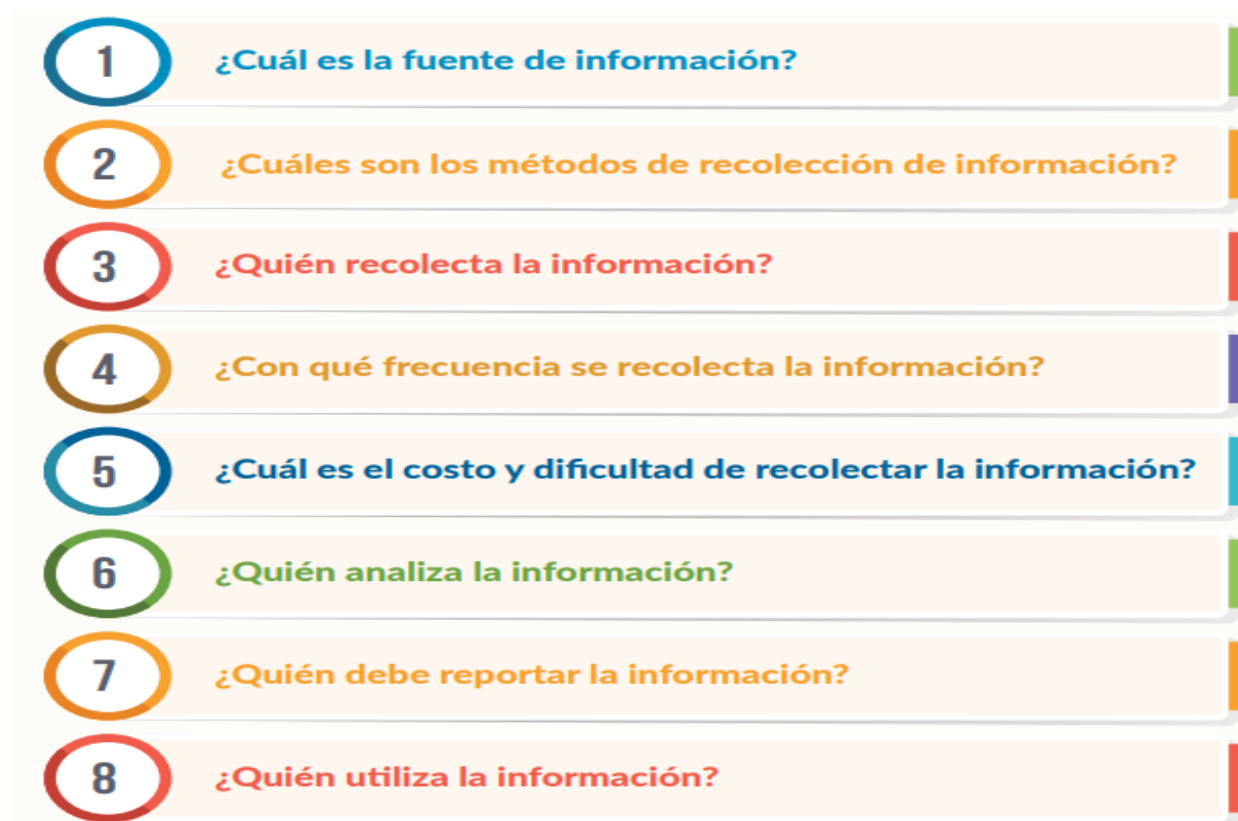 1 ¿Cuál es la fuente de información?
2 ¿Cuáles son los métodos de recolección de información?
3 ¿Quién recolecta la información?
4 ¿Con qué frecuencia se recolecta la información?
5 ¿Cuál es el costo y dificultad de recolectar la información?
6 ¿Quién analiza la información?
7 ¿Quién debe reportar la información?
8 ¿Quién utiliza la información?